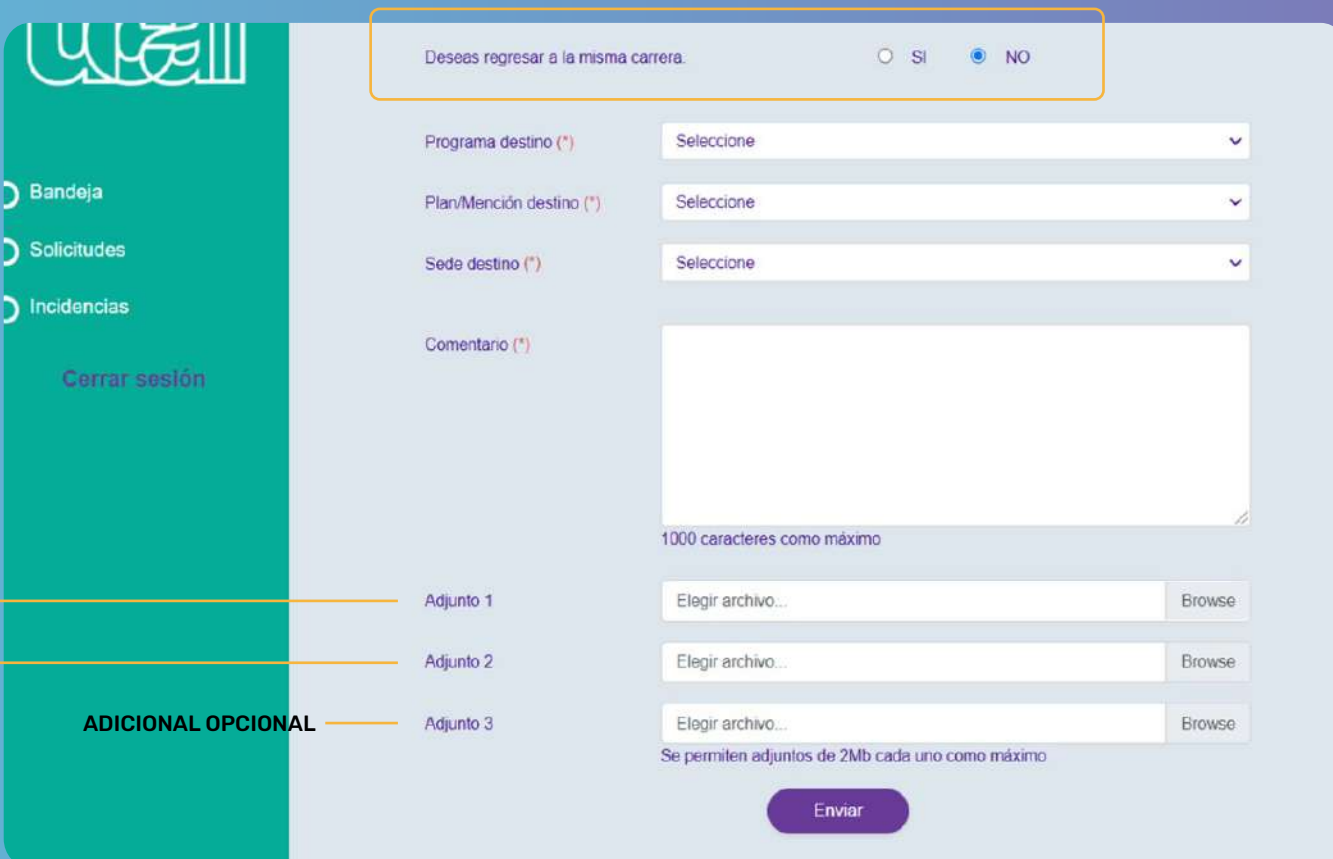 ucal
Deseas regresar a la misma carrera. SI NO
Programa destino (*) Seleccione
Bandeja
Plan/Mención destino (*) Seleccione
Solicitudes
Sede destino (*) Seleccione
Incidencias
Comentario (*)
Cerrar sesión
1000 caracteres como máximo
Adjunto 1 Elegir archivo... Browse
Adjunto 2 Elegir archivo... Browse
ADICIONAL OPCIONAL Adjunto 3 Elegir archivo... Browse
Se permiten adjuntos de 2Mb cada uno como máximo
Enviar